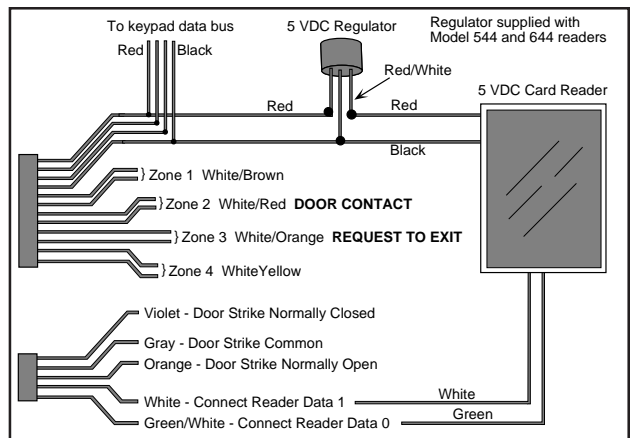 To keypad data bus
5 VDC Regulator
Regulator supplied with
Model 544 and 644 readers
Red
Black
Red/White
5 VDC Card Reader
Red
Red
Black
} Zone 1 White/Brown
} Zone 2 White/Red DOOR CONTACT
} Zone 3 White/Orange REQUEST TO EXIT
} Zone 4 WhiteYellow
Violet - Door Strike Normally Closed
Gray - Door Strike Common
Orange - Door Strike Normally Open
White - Connect Reader Data 1
White
Green/White - Connect Reader Data 0
Green